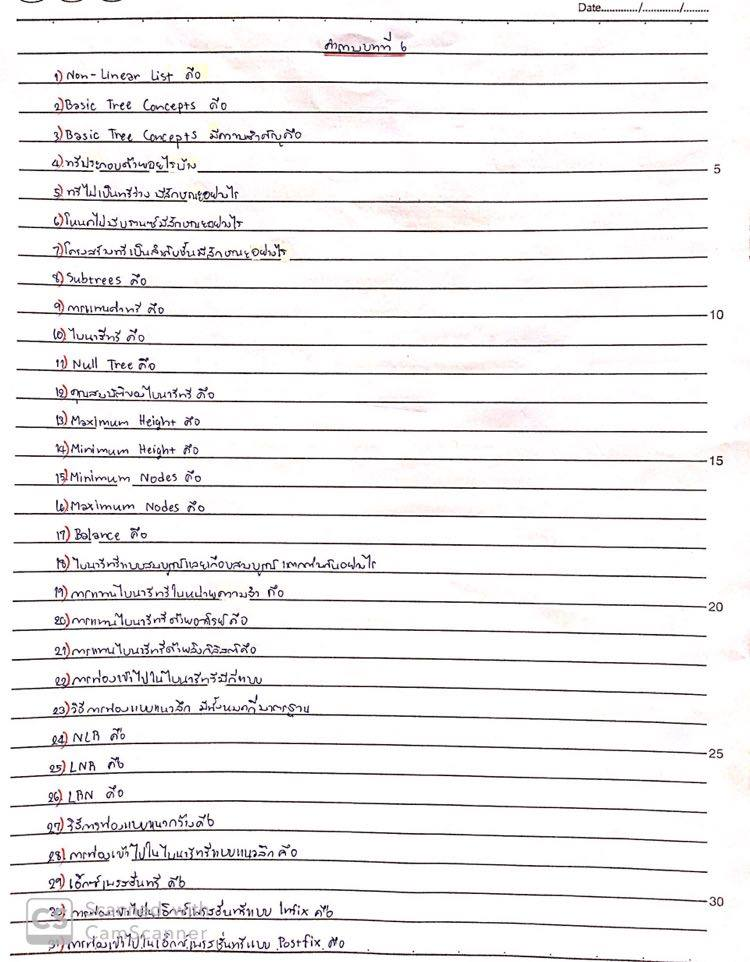 Date............./............./.........
คำถามบทที่ 6
1) Non-Linear List คือ
2) Basic Tree Concepts คือ
3) Basic Tree Concepts มีความสำคัญคือ
4) ทรีประกอบด้วยอะไรบ้าง
5) ทรีไม่เป็นทรีว่าง มีลักษณะอย่างไร
6) โหนดไม่มีบรานซ์มีลักษณะอย่างไร
7) โครงสร้างทรีเป็นลำดับชั้นมีลักษณะอย่างไร
8) Subtrees คือ
9) การแทนค่าทรี คือ
10) ไบนารีทรี คือ
11) Null Tree คือ
12) คุณสมบัติของไบนารีทรี คือ
13) Maximum Height คือ
14) Minimum Height คือ
15) Minimum Nodes คือ
16) Maximum Nodes คือ
17) Balance คือ
18) ไบนารีทรีแบบสมบูรณ์และเกือบสมบูรณ์ แตกต่างกันอย่างไร
19) การแทนไบนารีทรีในหน่วยความจำ คือ
20) การแทนไบนารีทรีด้วยอาร์เรย์ คือ
21) การแทนไบนารีทรีด้วยลิงก์ลิสต์คือ
22) การท่องเข้าไปในไบนารีทรีมีกี่แบบ
23) วิธีการท่องแบบแนวลึก มีทั้งหมดกี่มาตรฐาน
24) NLR คือ
25) LNR คือ
26) LRN คือ
27) วิธีการท่องแบบแนวกว้างคือ
28) การท่องเข้าไปในไบนารีทรีแบบแนวลึก คือ
29) เอ็กซ์เพรสชั่นทรี คือ
30) การท่องเข้าไปในเอ็กซ์เพรสชั่นทรีแบบ Infix คือ
31) การท่องเข้าไปในเอ็กซ์เพรสชั่นทรีแบบ Postfix คือ
5
10
15
20
25
30
CS Scanned with
CamScanner